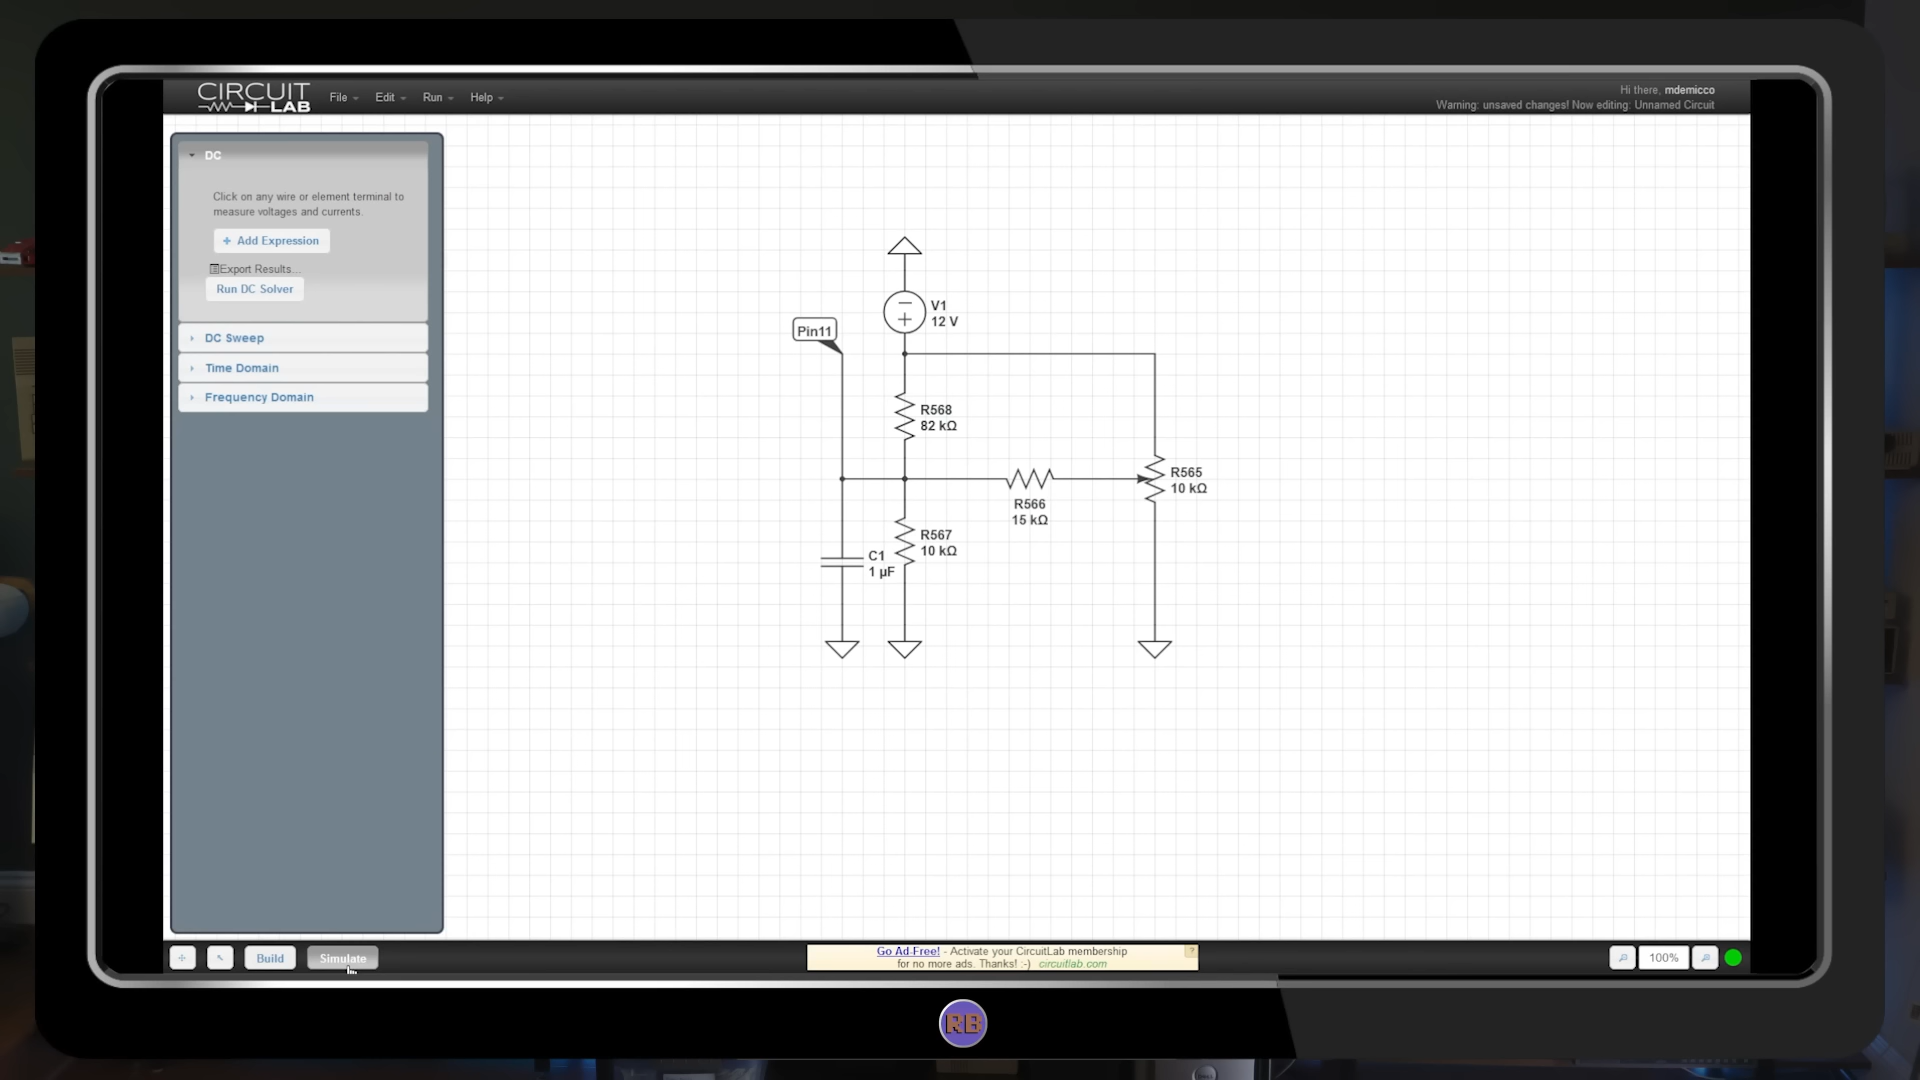 CIRCUIT
LAB
File
Edit
Run
Help
Hi there, mdemicco
Warning: unsaved changes! Now editing: Unnamed Circuit
DC
Click on any wire or element terminal to
measure voltages and currents.
+ Add Expression
Export Results...
Run DC Solver
DC Sweep
Time Domain
Frequency Domain
V1
12 V
Pin11
R568
82 kΩ
R565
10 kΩ
R566
15 kΩ
R567
10 kΩ
C1
1 µF
Build
Simulate
Go Ad-Free! - Activate your CircuitLab membership
for no more ads. Thanks! :-) circuitlab.com
?
100%
RB